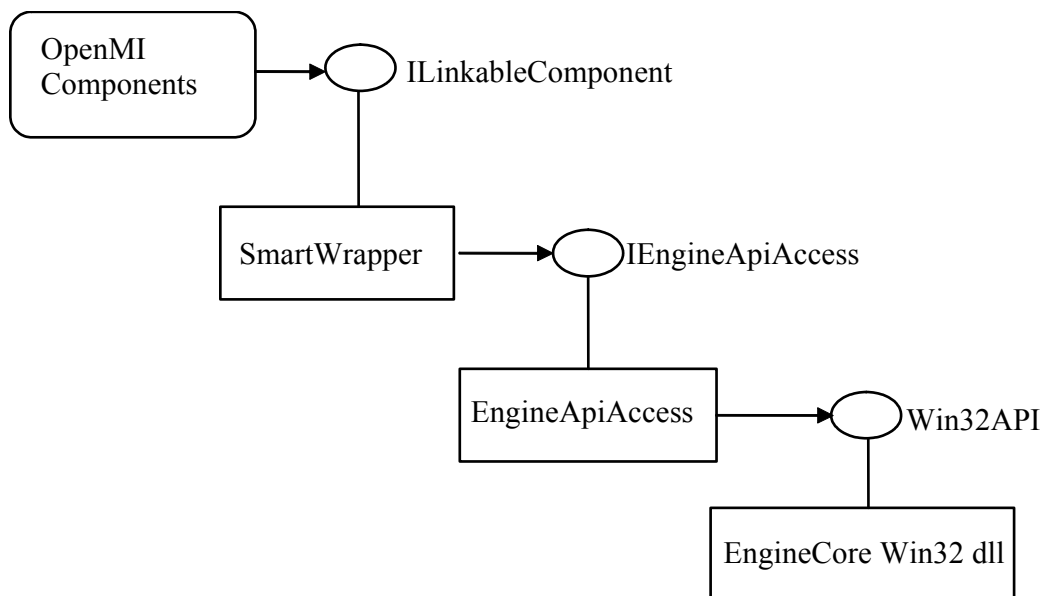 OpenMI
Components
ILinkableComponent
SmartWrapper
IEngineApiAccess
EngineApiAccess
Win32API
EngineCore Win32 dll